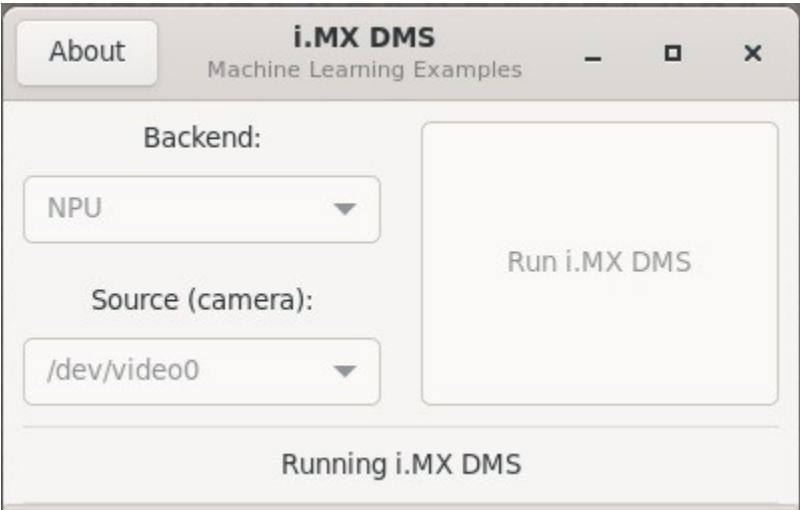 About
i.MX DMS
Machine Learning Examples
Backend:
NPU
Source (camera):
/dev/video0
Run i.MX DMS
Running i.MX DMS